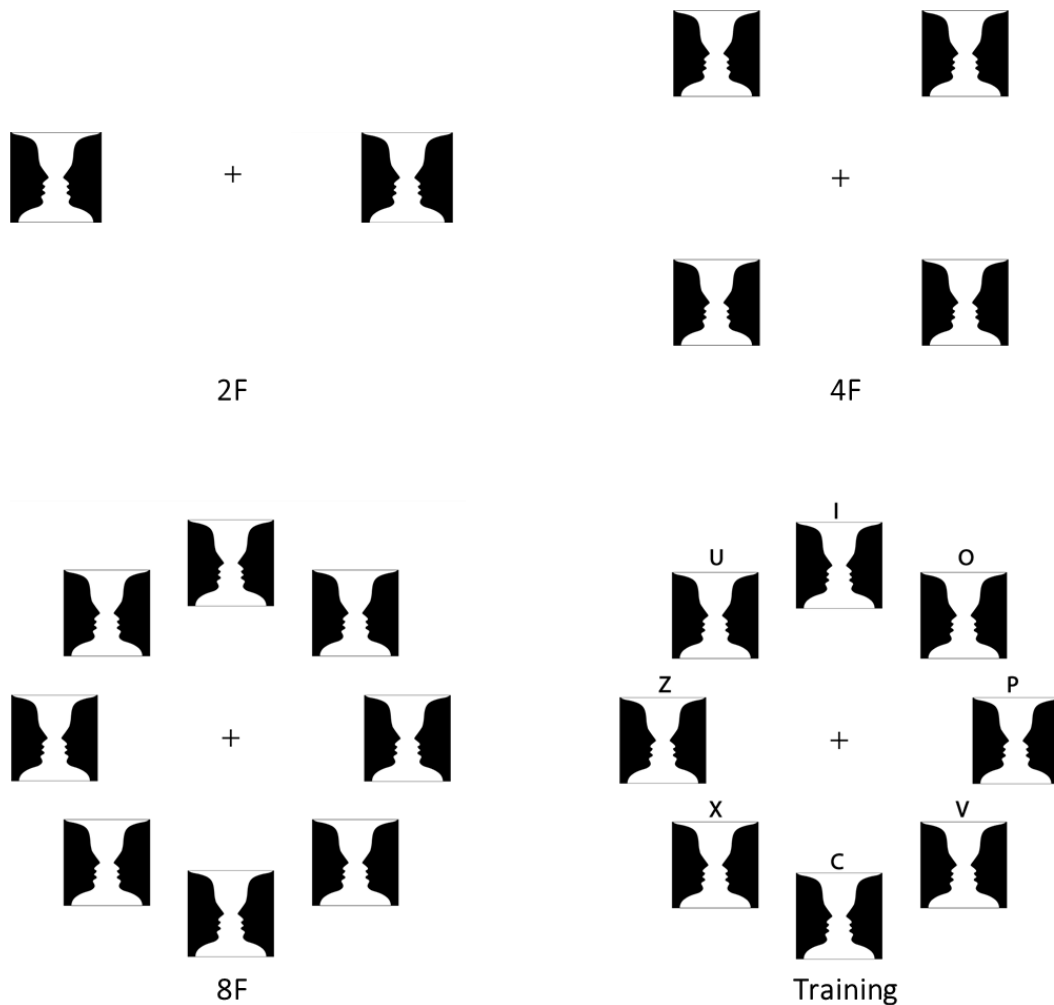 +
+
2F
4F
I
U
O
Z
P
+
+
X
V
C
8F
Training